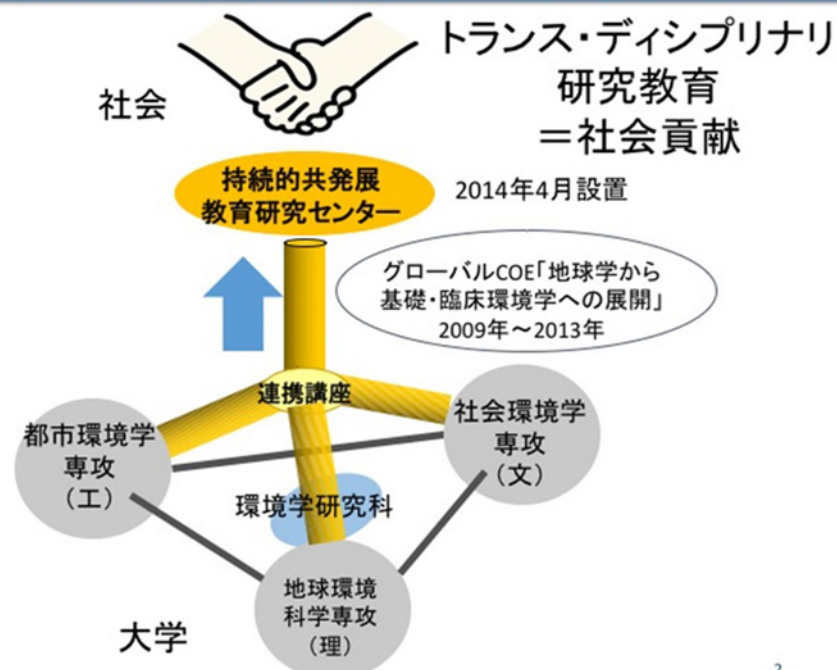 トランス・ディシプリナリ
研究教育
＝社会貢献
社会
持続的共発展
教育研究センター
2014年4月設置
グローバルCOE「地球学から
基礎・臨床環境学への展開」
2009年～2013年
連携講座
都市環境学
専攻
（工）
社会環境学
専攻
（文）
環境学研究科
地球環境
科学専攻
（理）
大学